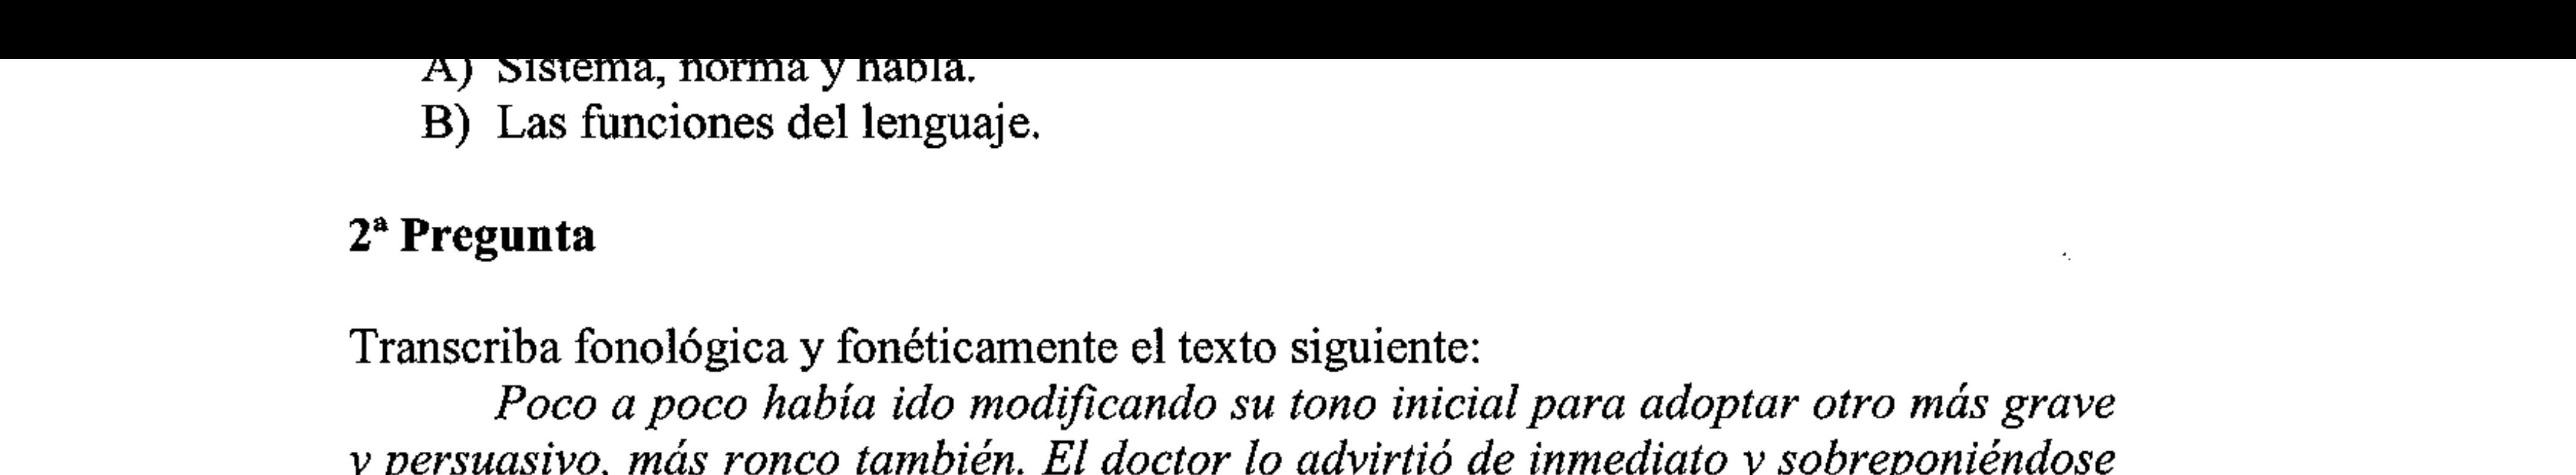 A) Sistema, norma y habla.
B) Las funciones del lenguaje.
2ª Pregunta
Transcriba fonológica y fonéticamente el texto siguiente:
Poco a poco había ido modificando su tono inicial para adoptar otro más grave
y persuasivo, más ronco también. El doctor lo advirtió de inmediato y sobreponiéndose